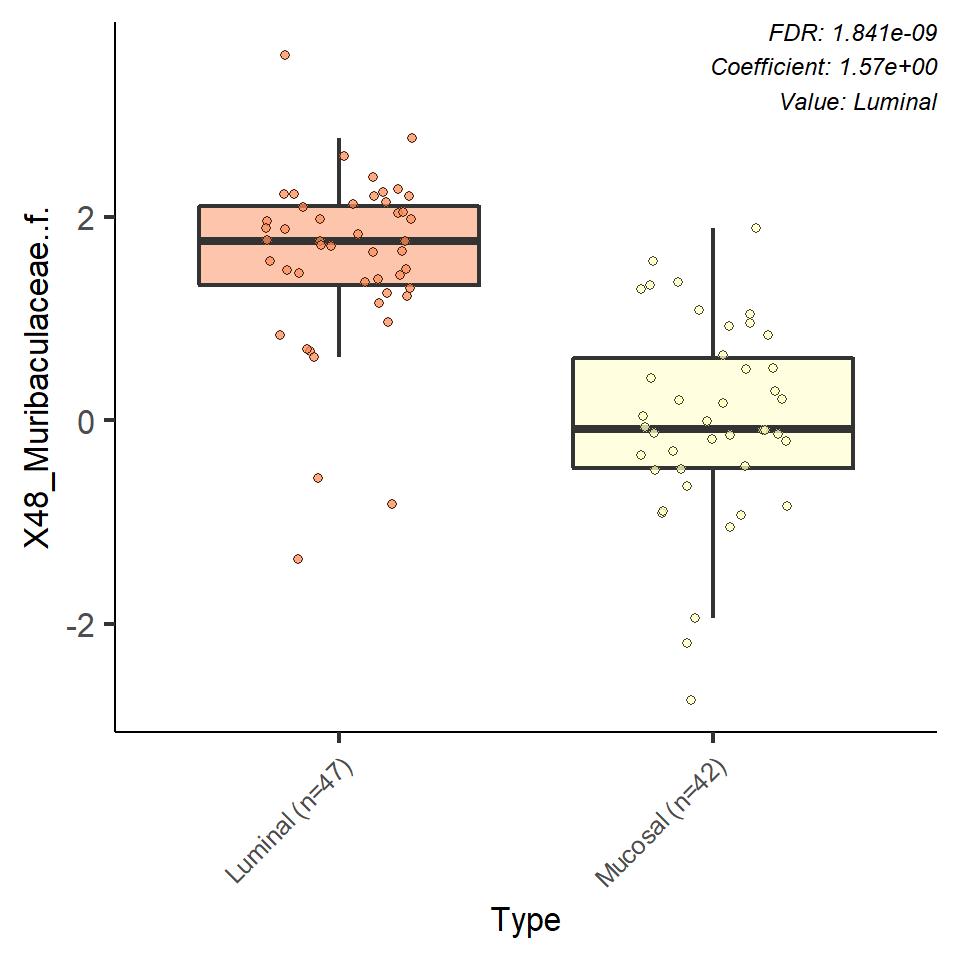 FDR: 1.841e-09
Coefficient: 1.57e+00
Value: Luminal
X48_Muribaculaceae..f.
2
0
-2
Luminal (n=47)
Mucosal (n=42)
Type